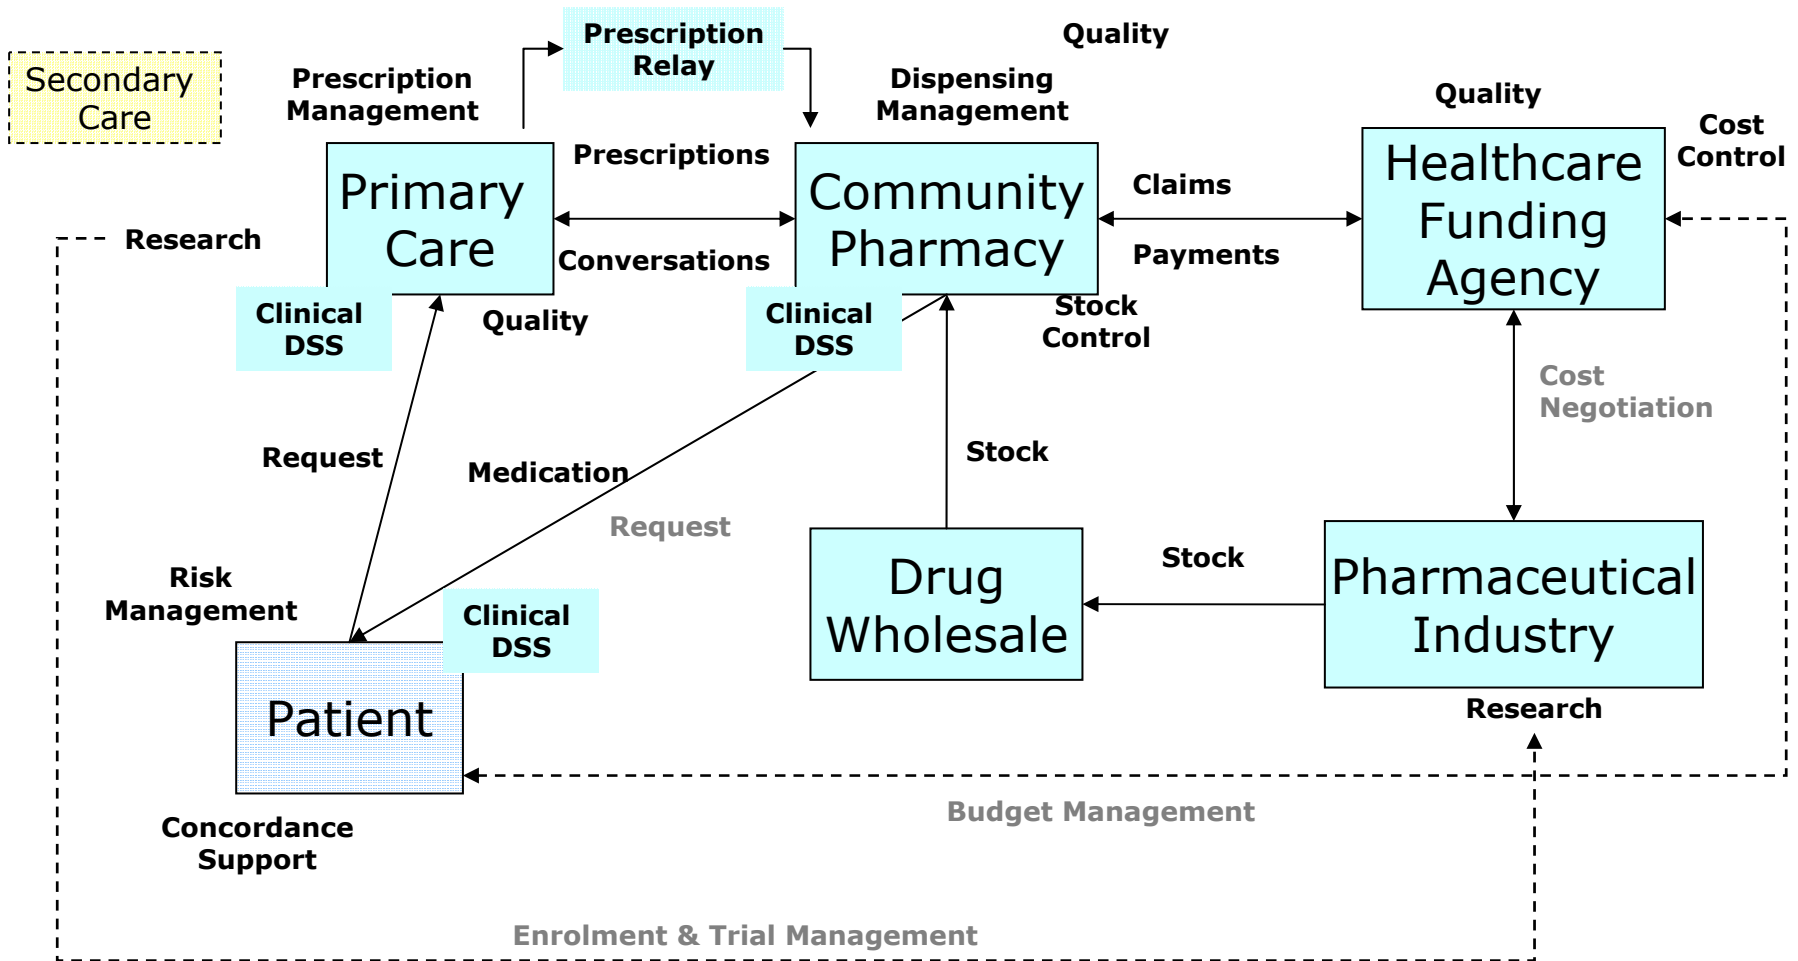 Prescription
Relay
Quality
Secondary
Care
Prescription
Management
Dispensing
Management
Quality
Cost
Control
Prescriptions
Primary
Care
Community
Pharmacy
Claims
Payments
Healthcare
Funding
Agency
Research
Conversations
Clinical
DSS
Quality
Clinical
DSS
Stock
Control
Cost
Negotiation
Request
Medication
Stock
Request
Risk
Management
Clinical
DSS
Drug
Wholesale
Stock
Pharmaceutical
Industry
Patient
Research
Budget Management
Concordance
Support
Enrolment & Trial Management